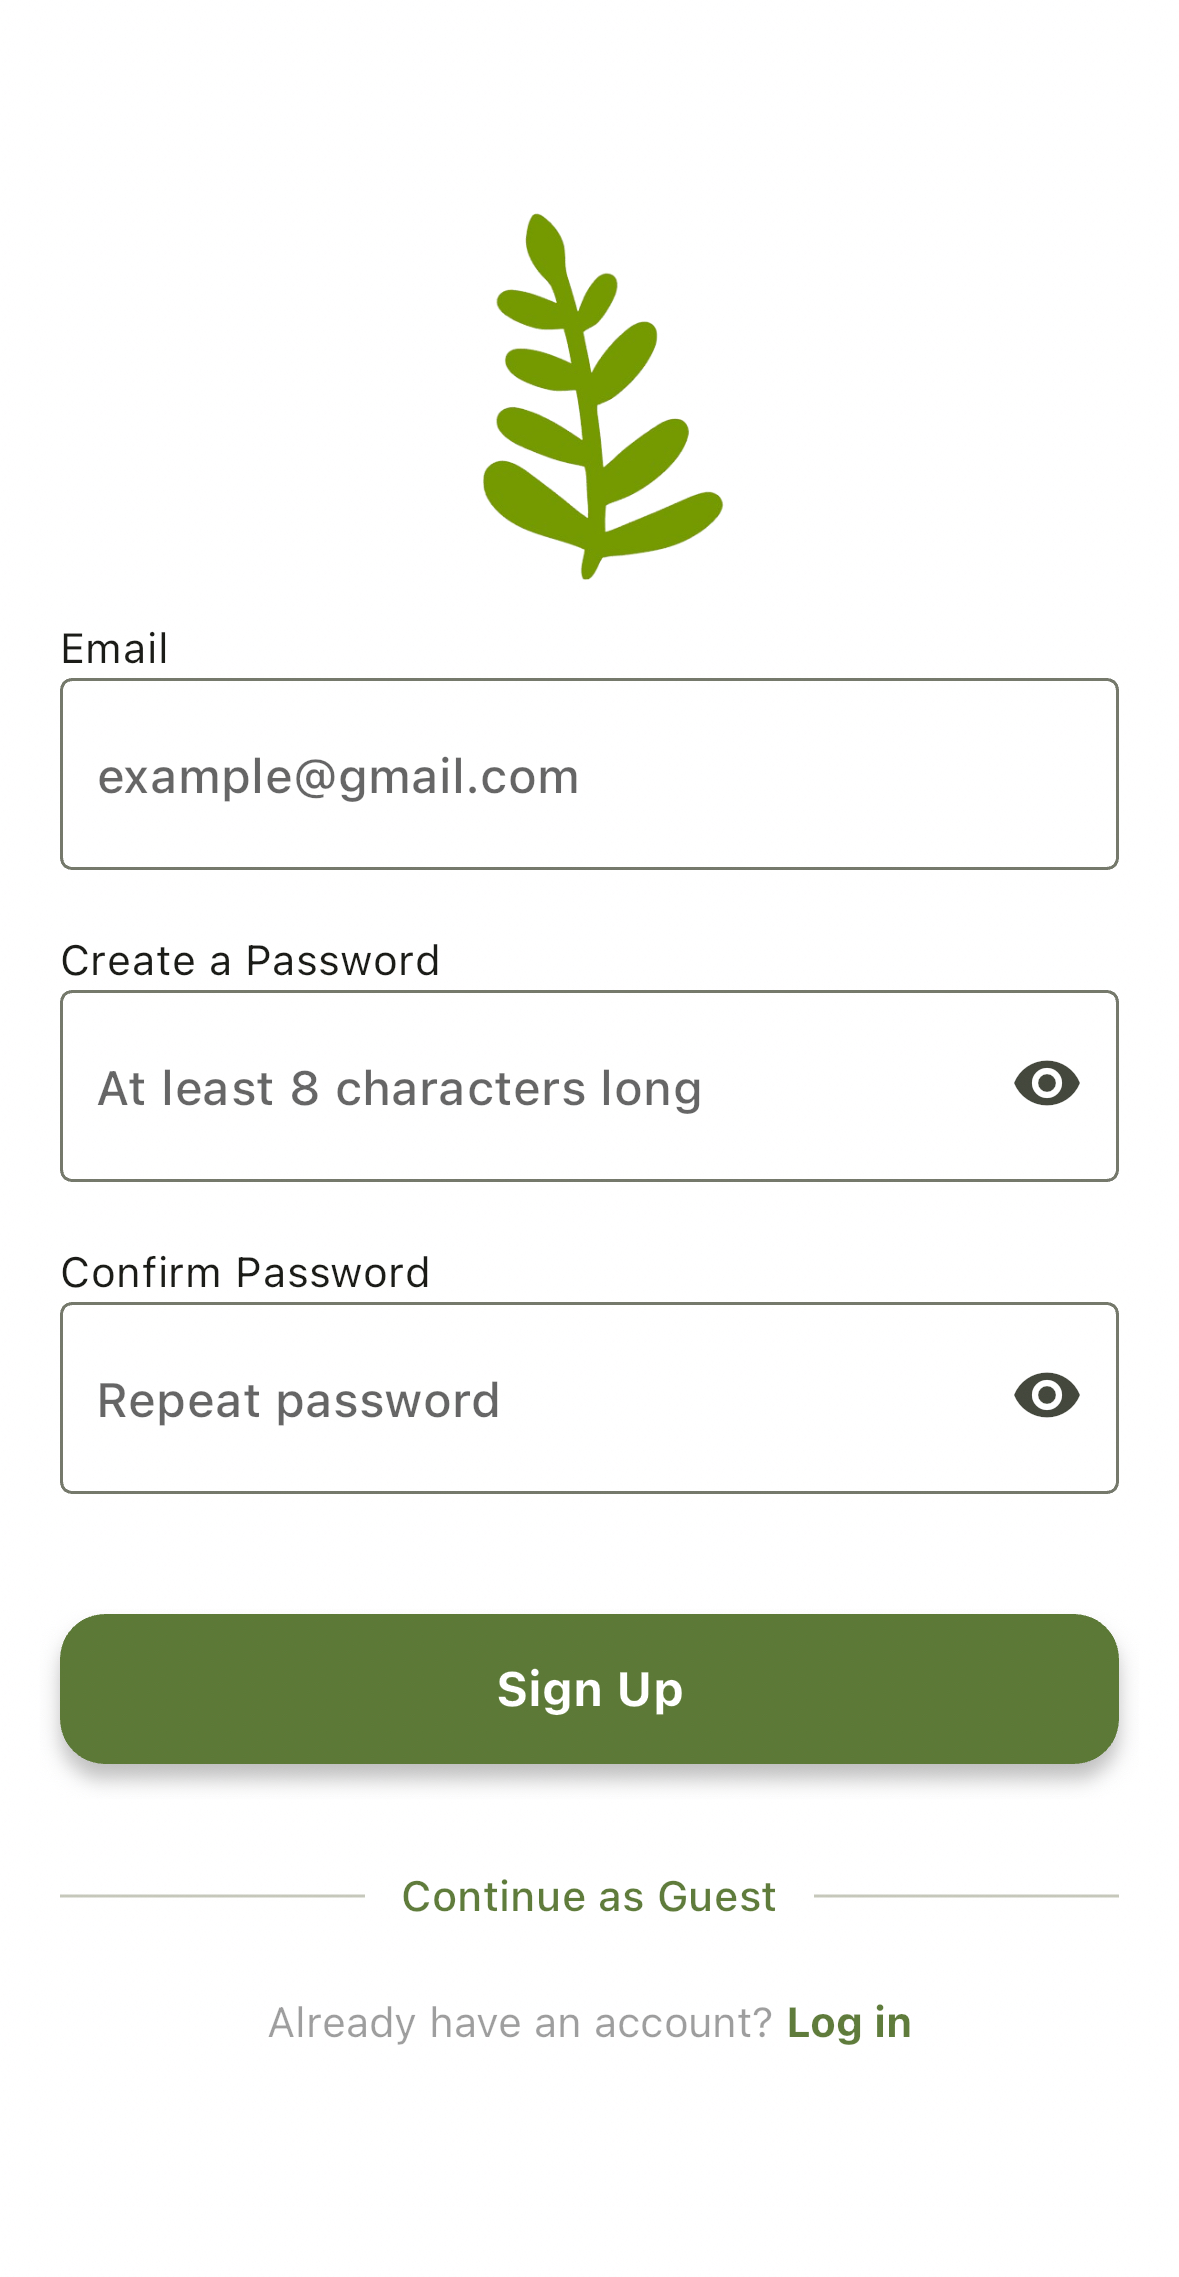 Email
example@gmail.com
Create a Password
At least 8 characters long
Confirm Password
Repeat password
Sign Up
Continue as Guest
Already have an account? Log in